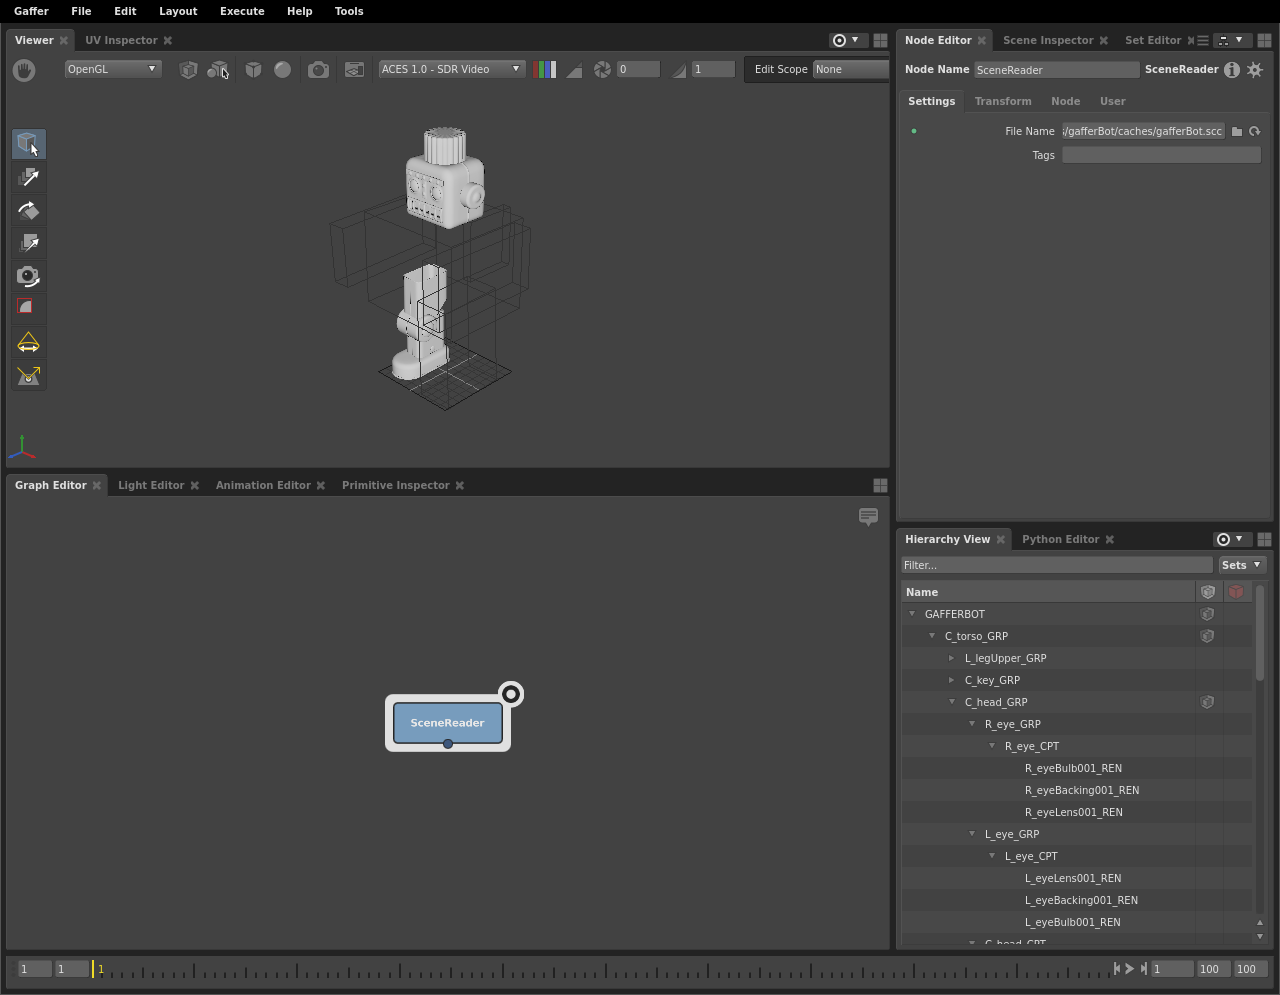 Gaffer File Edit Layout Execute Help Tools
Viewer UV Inspector
OpenGL ACES 1.0 - SDR Video 0 1 Edit Scope None
Node Editor Scene Inspector Set Editor
Node Name SceneReader SceneReader
Settings Transform Node User
File Name /gafferBot/caches/gafferBot.scc
Tags
Graph Editor Light Editor Animation Editor Primitive Inspector
SceneReader
Hierarchy View Python Editor
Filter... Sets
Name
GAFFERBOT
C_torso_GRP
L_legUpper_GRP
C_key_GRP
C_head_GRP
R_eye_GRP
R_eye_CPT
R_eyeBulb001_REN
R_eyeBacking001_REN
R_eyeLens001_REN
L_eye_GRP
L_eye_CPT
L_eyeLens001_REN
L_eyeBacking001_REN
L_eyeBulb001_REN
C_head_CPT
1 1 1 1 100 100